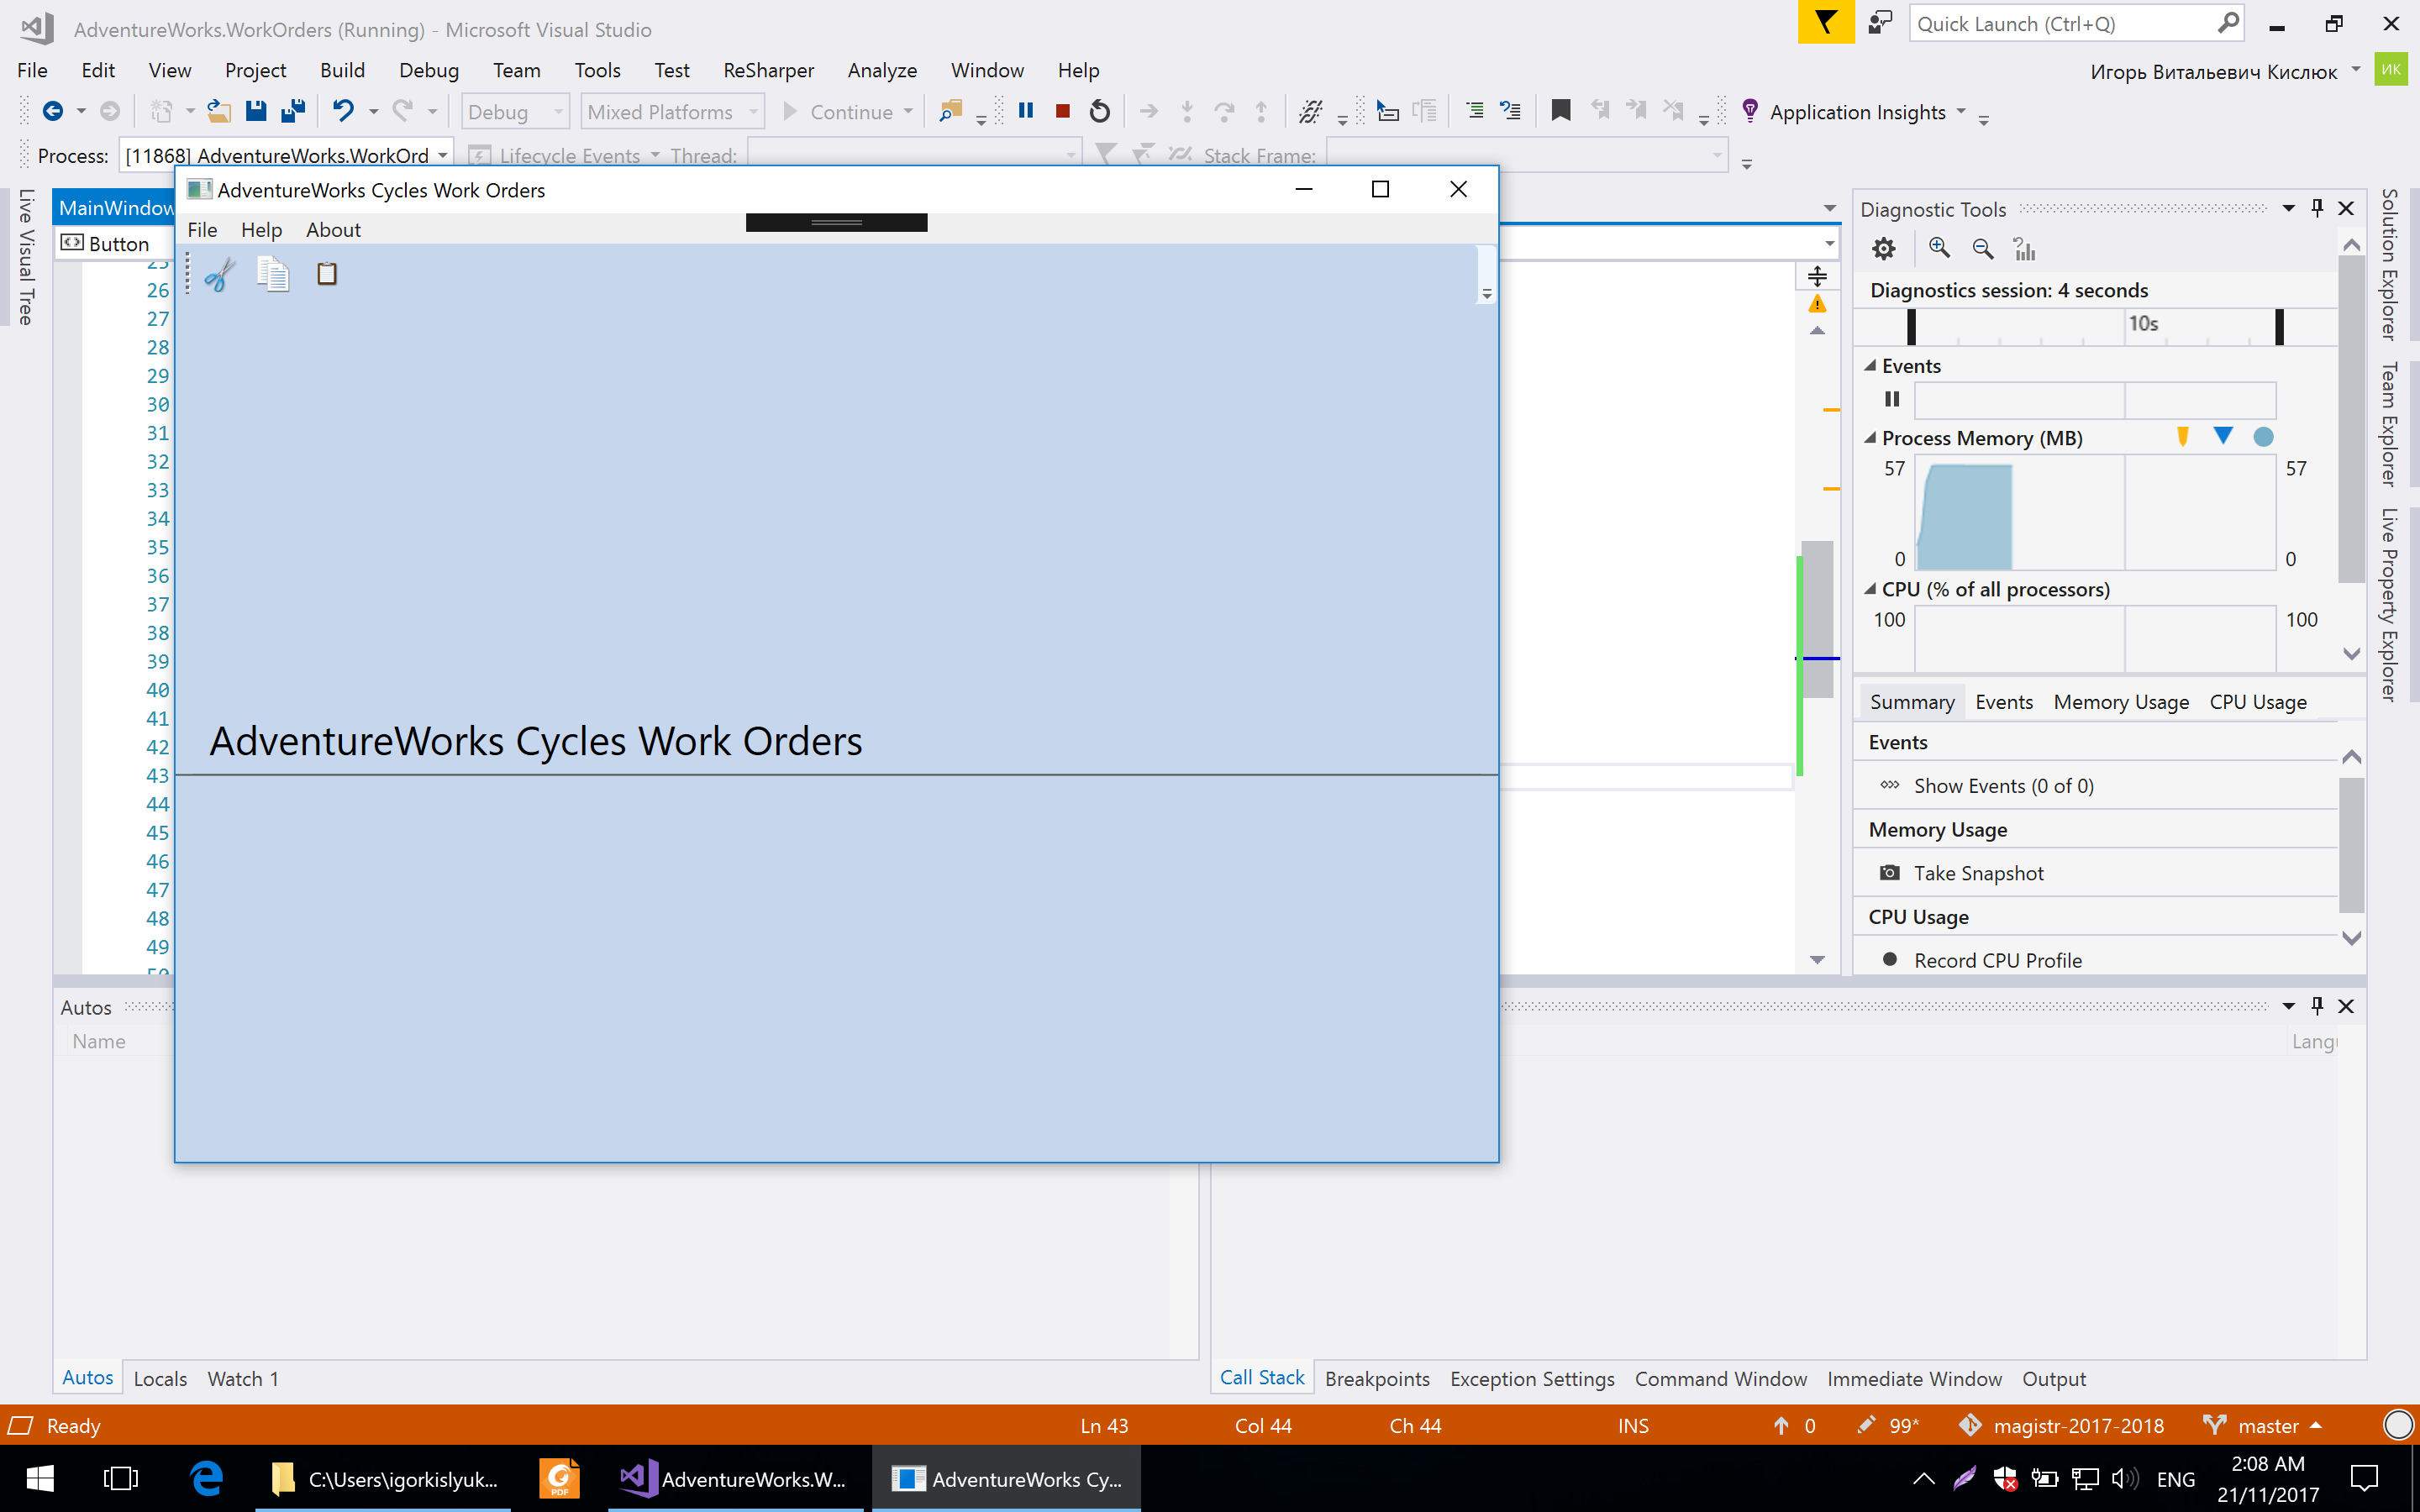 AdventureWorks.WorkOrders (Running) - Microsoft Visual Studio
Quick Launch (Ctrl+Q)
File Edit View Project Build Debug Team Tools Test ReSharper Analyze Window Help
Игорь Витальевич Кислюк
ИК
Debug Mixed Platforms Continue Application Insights
Process: [11868] AdventureWorks.WorkOrd Lifecycle Events Thread: Stack Frame:
Live Visual Tree
MainWindow
Button
26
27
28
29
30
31
32
33
34
35
36
37
38
39
40
41
42
43
44
45
46
47
48
49
AdventureWorks Cycles Work Orders
File Help About
AdventureWorks Cycles Work Orders
Diagnostic Tools
Diagnostics session: 4 seconds
10s
Events
Process Memory (MB)
57 57
0 0
CPU (% of all processors)
100 100
Summary Events Memory Usage CPU Usage
Events
Show Events (0 of 0)
Memory Usage
Take Snapshot
CPU Usage
Record CPU Profile
Solution Explorer
Team Explorer
Live Property Explorer
Autos
Name
Autos Locals Watch 1
Call Stack Breakpoints Exception Settings Command Window Immediate Window Output
Ready Ln 43 Col 44 Ch 44 INS 0 99* magistr-2017-2018 master
C:\Users\igorkislyuk...
PDF
AdventureWorks.W...
AdventureWorks Cy...
ENG
2:08 AM
21/11/2017